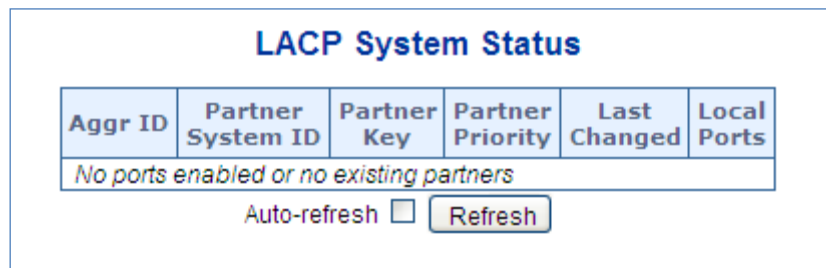 LACP System Status
Aggr ID Partner System ID Partner Key Partner Priority Last Changed Local Ports
No ports enabled or no existing partners
Auto-refresh Refresh